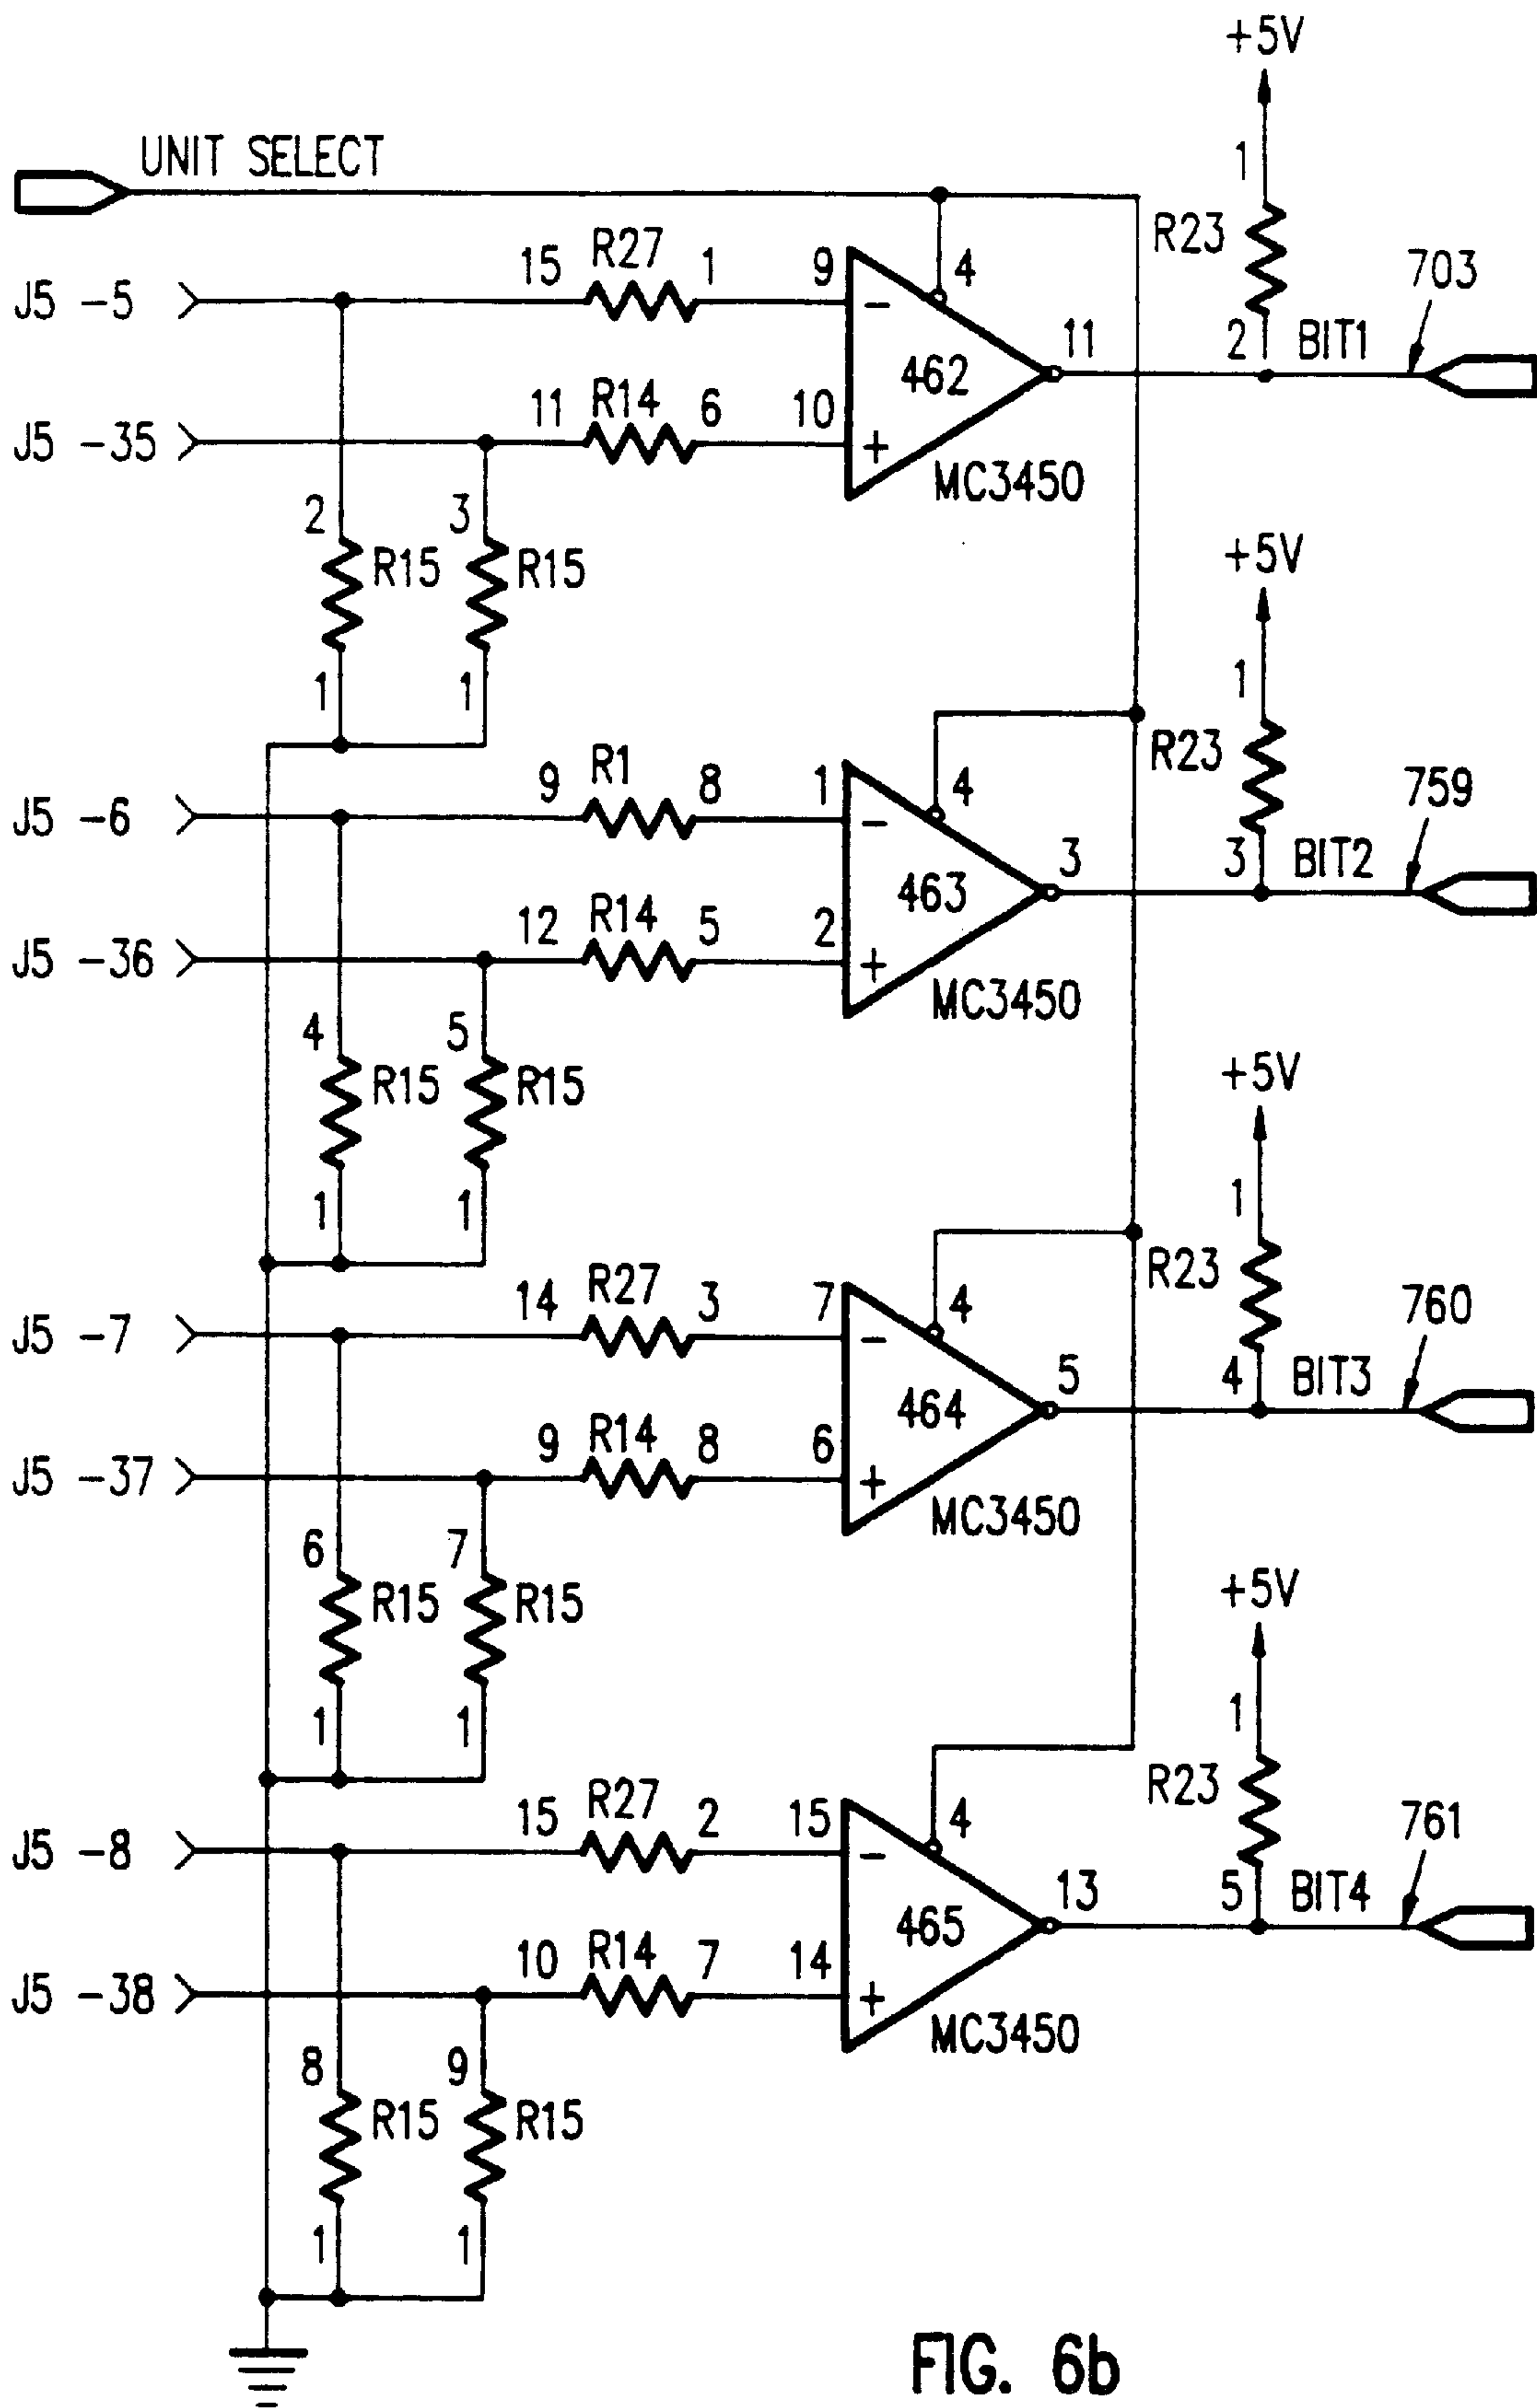 +5V
UNIT SELECT
1
R23
703
J5 -5
15 R27 1
9
-
4
462
11
2 BIT1
J5 -35
11 R14 6
10
+
MC3450
2 R15
3 R15
1
1
+5V
1
R23
759
J5 -6
9 R1 8
1
-
4
463
3
3 BIT2
J5 -36
12 R14 5
2
+
MC3450
4 R15
5 R15
1
1
+5V
1
R23
760
J5 -7
14 R27 3
7
-
4
464
5
4 BIT3
J5 -37
9 R14 8
6
+
MC3450
6 R15
7 R15
1
1
+5V
1
R23
761
J5 -8
15 R27 2
15
-
4
465
13
5 BIT4
J5 -38
10 R14 7
14
+
MC3450
8 R15
9 R15
1
1
FIG. 6b